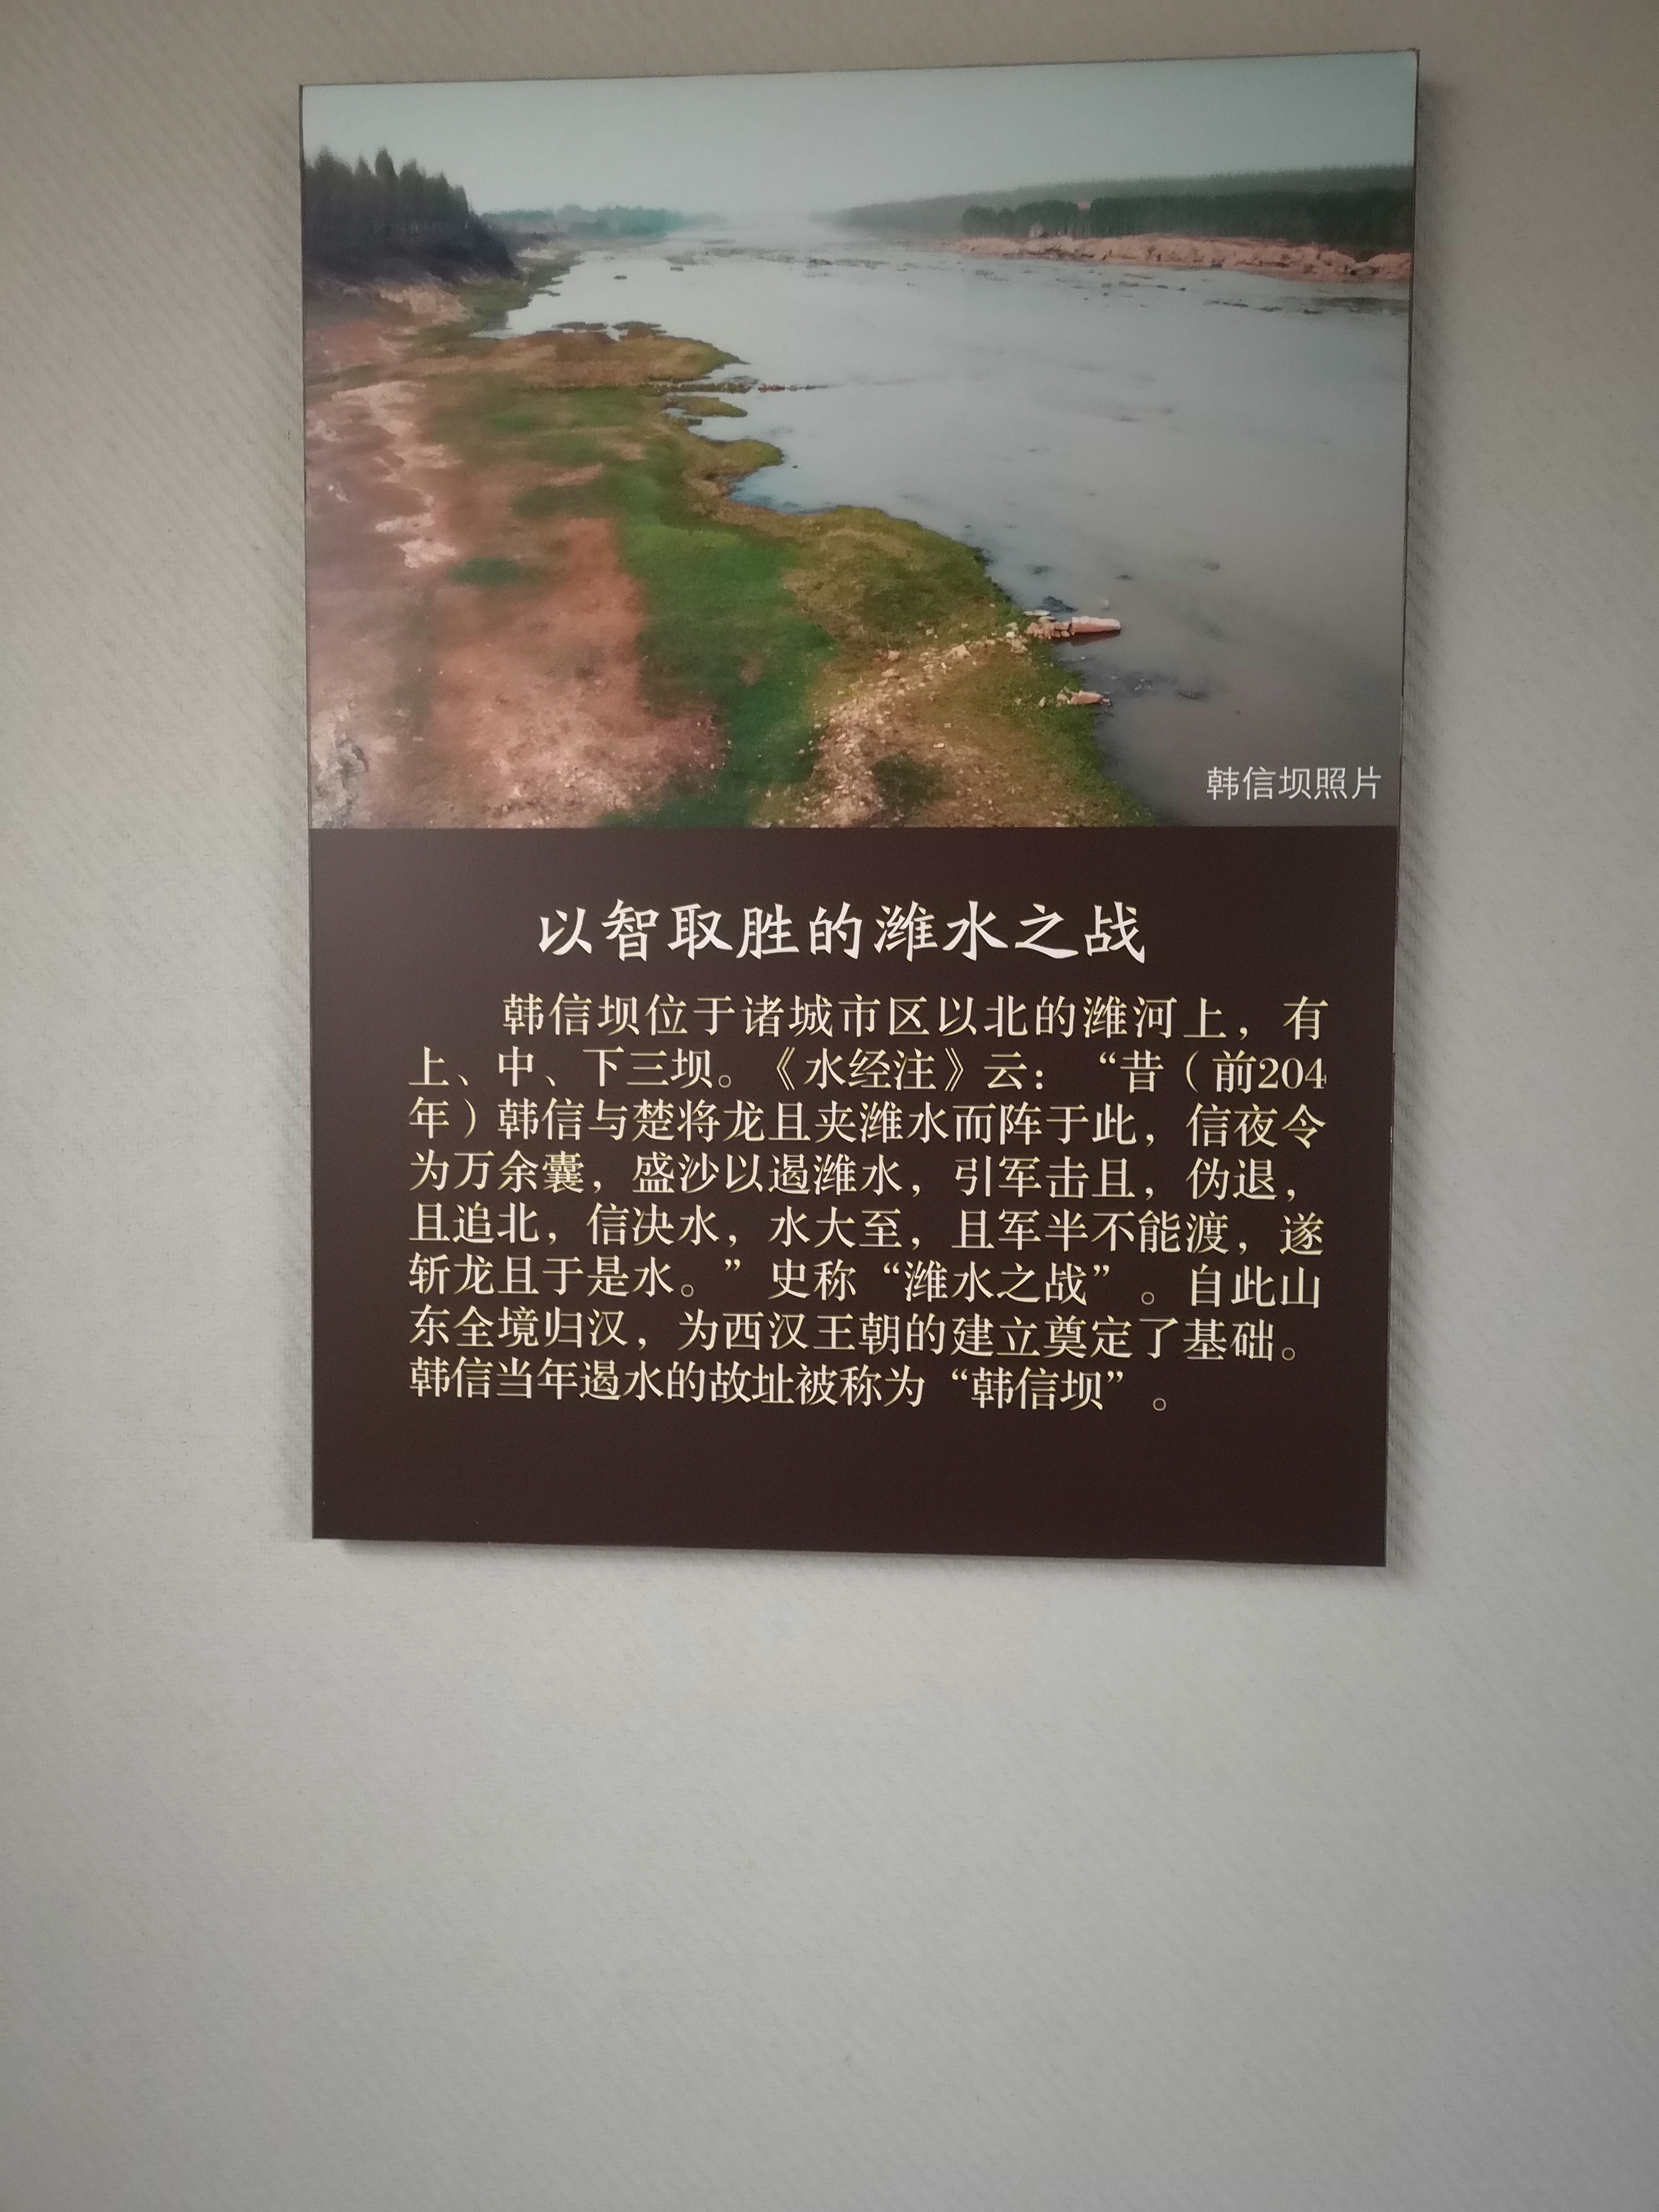 韩信坝照片
以智取胜的潍水之战
韩信坝位于诸城市区以北的潍河上，有
上、中、下三坝。《水经注》云：“昔（前204
年）韩信与楚将龙且夹潍水而阵于此，信夜令
为万余囊，盛沙以遏潍水，引军击且，伪退，
且追北，信决水，水大至，且军半不能渡，遂
斩龙且于是水。”史称“潍水之战”。自此山
东全境归汉，为西汉王朝的建立奠定了基础。
韩信当年遏水的故址被称为“韩信坝”。